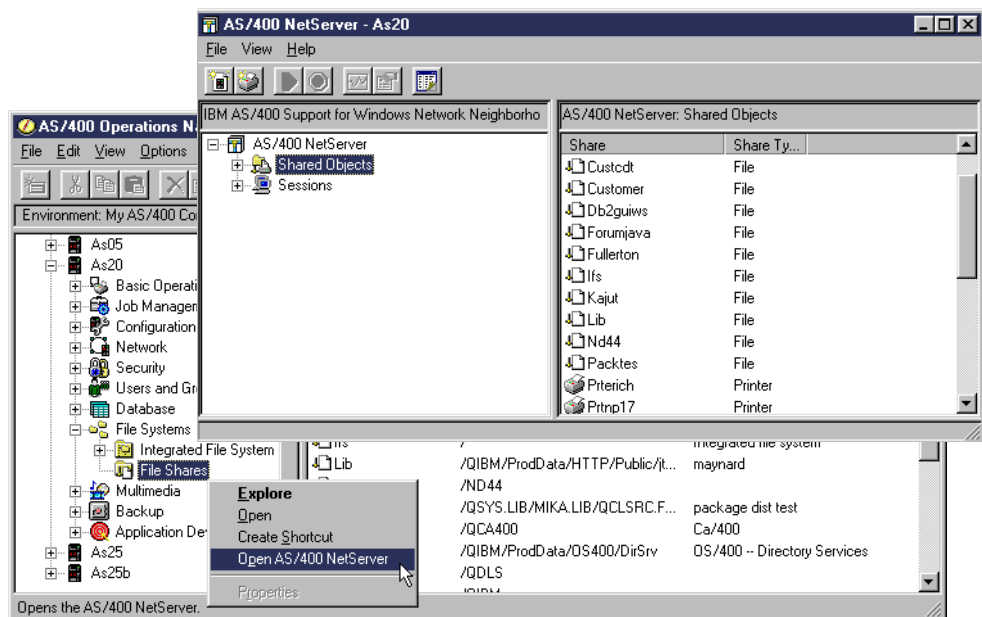 AS/400 NetServer - As20
File View Help
IBM AS/400 Support for Windows Network Neighborho
AS/400 NetServer
Shared Objects
Sessions
AS/400 NetServer: Shared Objects
Share Share Ty...
Custcdt File
Customer File
Db2guiws File
Forumjava File
Fullerton File
Ifs File
Kajut File
Lib File
Nd44 File
Packtes File
Prterich Printer
Prtnp17 Printer
AS/400 Operations Na
File Edit View Options
Environment: My AS/400 Co
As05
As20
Basic Operati
Job Managem
Configuration
Network
Security
Users and Gr
Database
File Systems
Integrated File System
File Shares
Multimedia
Backup
Application De
As25
As25b
Explore
Open
Create Shortcut
Open AS/400 NetServer
Properties
Ifs / Integrated file system
Lib /QIBM/ProdData/HTTP/Public/jt... maynard
/ND44
/QSYS.LIB/MIKA.LIB/QCLSRC.F... package dist test
/QCA400 Ca/400
/QIBM/ProdData/OS400/DirSrv OS/400 -- Directory Services
/QDLS
Opens the AS/400 NetServer.